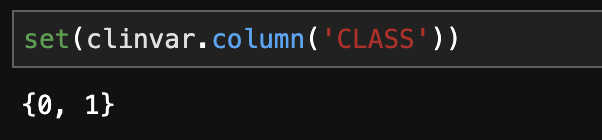 set(clinvar.column('CLASS'))
{0, 1}